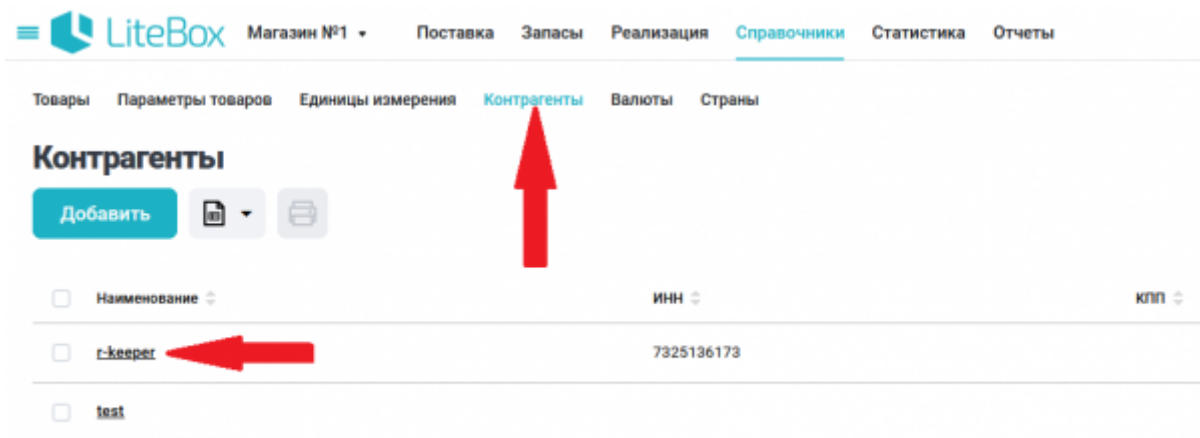 LiteBox Магазин №1 Поставка Запасы Реализация Справочники Статистика Отчеты
Товары Параметры товаров Единицы измерения Контрагенты Валюты Страны
Контрагенты
Добавить
Наименование ИНН КПП
r-keeper 7325136173
test